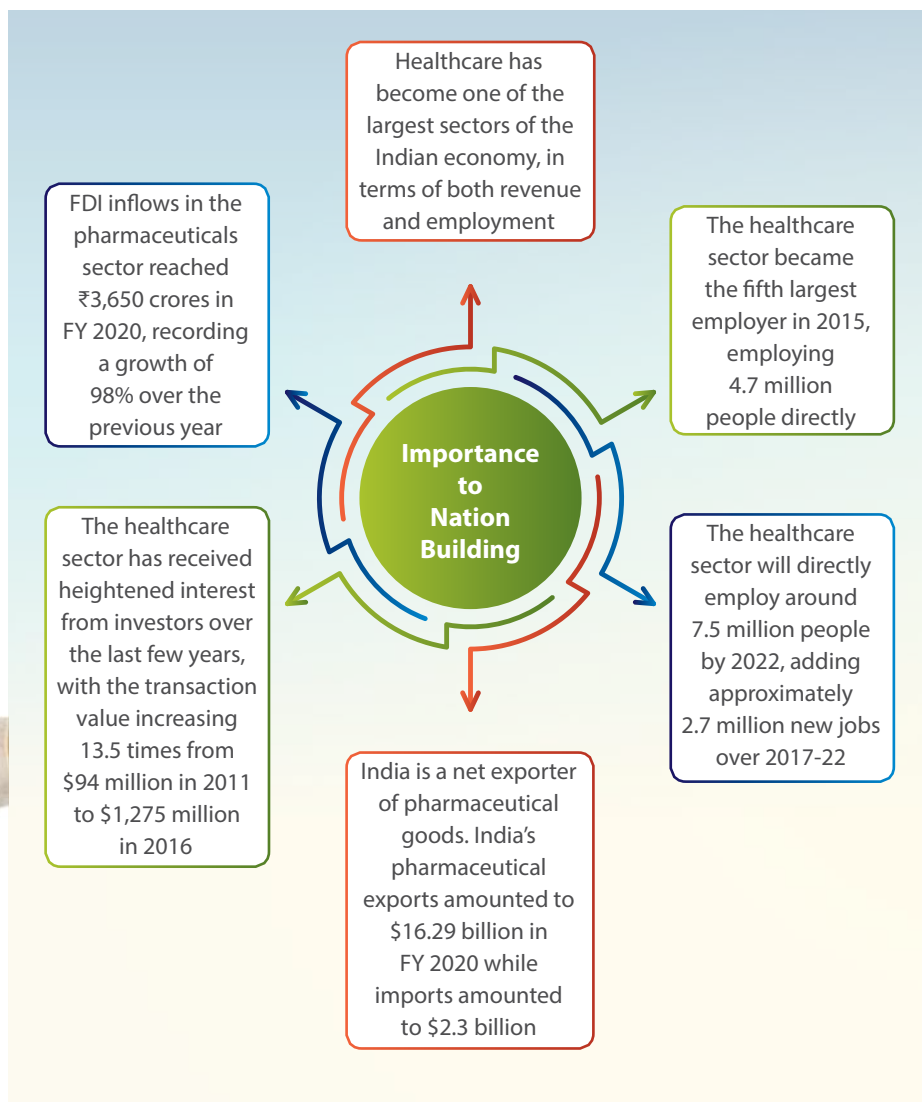 Healthcare has
become one of the
largest sectors of the
Indian economy, in
terms of both revenue
and employment
FDI inflows in the
pharmaceuticals
sector reached
₹3,650 crores in
FY 2020, recording
a growth of
98% over the
previous year
The healthcare
sector became
the fifth largest
employer in 2015,
employing
4.7 million
people directly
Importance
to
Nation
Building
The healthcare
sector has received
heightened interest
from investors over
the last few years,
with the transaction
value increasing
13.5 times from
$94 million in 2011
to $1,275 million
in 2016
The healthcare
sector will directly
employ around
7.5 million people
by 2022, adding
approximately
2.7 million new jobs
over 2017-22
India is a net exporter
of pharmaceutical
goods. India’s
pharmaceutical
exports amounted to
$16.29 billion in
FY 2020 while
imports amounted
to $2.3 billion